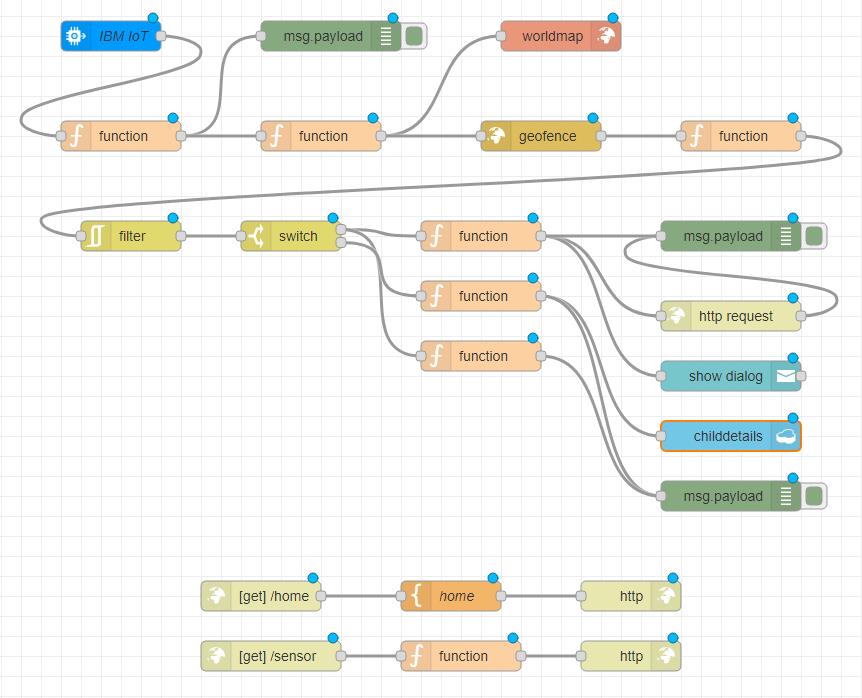 IBM IoT
msg.payload
worldmap
function
function
geofence
function
filter
switch
function
msg.payload
function
http request
function
show dialog
childdetails
msg.payload
[get] /home
home
http
[get] /sensor
function
http